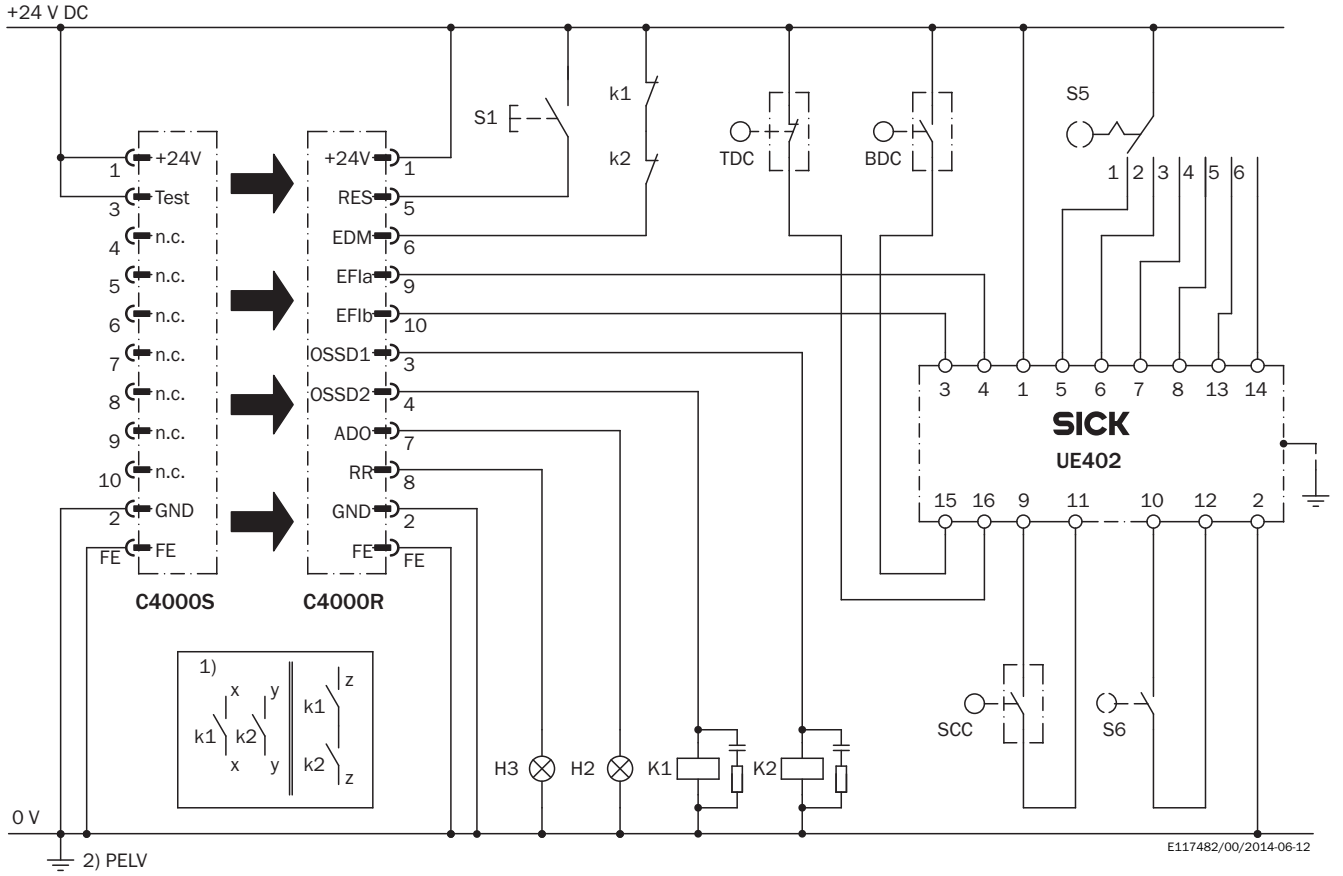 +24 V DC
S1
k1
k2
TDC
BDC
S5
1 2 3 4 5 6
1 +24V
3 Test
4 n.c.
5 n.c.
6 n.c.
7 n.c.
8 n.c.
9 n.c.
10 n.c.
2 GND
FE FE
C4000S
+24V 1
RES 5
EDM 6
EFIa 9
EFIb 10
OSSD1 3
OSSD2 4
ADO 7
RR 8
GND 2
FE FE
C4000R
3 4 1 5 6 7 8 13 14
SICK
UE402
15 16 9 11 10 12 2
1)
x y z
k1 k2 k1
x y k2 z
H3 H2 K1 K2
SCC S6
0 V
2) PELV
E117482/00/2014-06-12